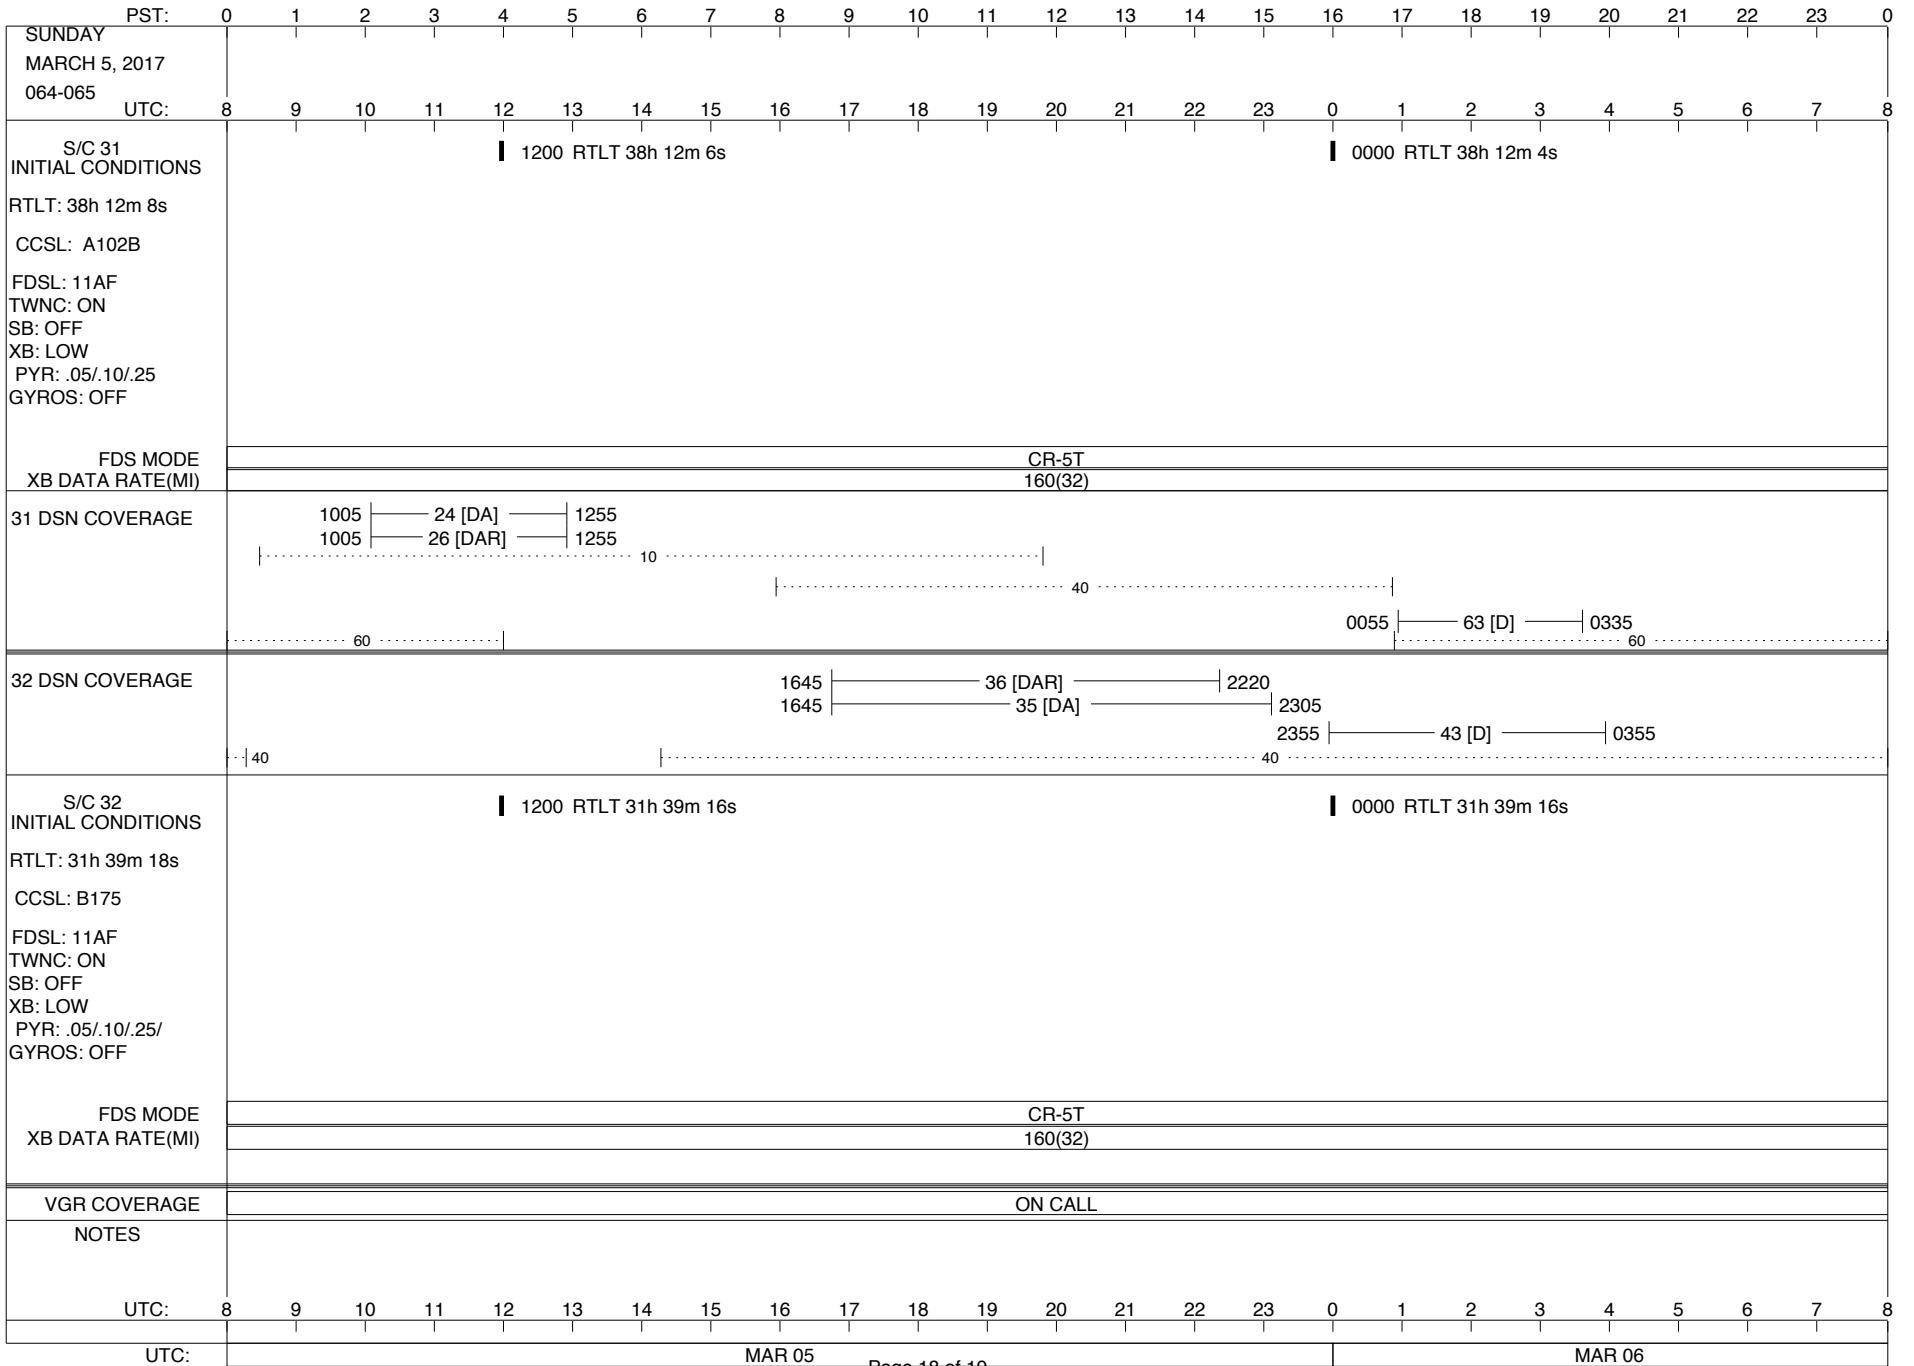 PST: 0 1 2 3 4 5 6 7 8 9 10 11 12 13 14 15 16 17 18 19 20 21 22 23 0
SUNDAY
MARCH 5, 2017
064-065
UTC: 8 9 10 11 12 13 14 15 16 17 18 19 20 21 22 23 0 1 2 3 4 5 6 7 8
S/C 31
INITIAL CONDITIONS
1200 RTLT 38h 12m 6s
0000 RTLT 38h 12m 4s
RTLT: 38h 12m 8s
CCSL: A102B
FDSL: 11AF
TWNC: ON
SB: OFF
XB: LOW
PYR: .05/.10/.25
GYROS: OFF
FDS MODE CR-5T
XB DATA RATE(MI) 160(32)
31 DSN COVERAGE
1005 24 [DA] 1255
1005 26 [DAR] 1255
10
40
0055 63 [D] 0335
60 60
32 DSN COVERAGE
1645 36 [DAR] 2220
1645 35 [DA] 2305
2355 43 [D] 0355
40 40
S/C 32
INITIAL CONDITIONS
1200 RTLT 31h 39m 16s
0000 RTLT 31h 39m 16s
RTLT: 31h 39m 18s
CCSL: B175
FDSL: 11AF
TWNC: ON
SB: OFF
XB: LOW
PYR: .05/.10/.25/
GYROS: OFF
FDS MODE CR-5T
XB DATA RATE(MI) 160(32)
VGR COVERAGE ON CALL
NOTES
UTC: 8 9 10 11 12 13 14 15 16 17 18 19 20 21 22 23 0 1 2 3 4 5 6 7 8
UTC: MAR 05 MAR 06
Page 18 of 19